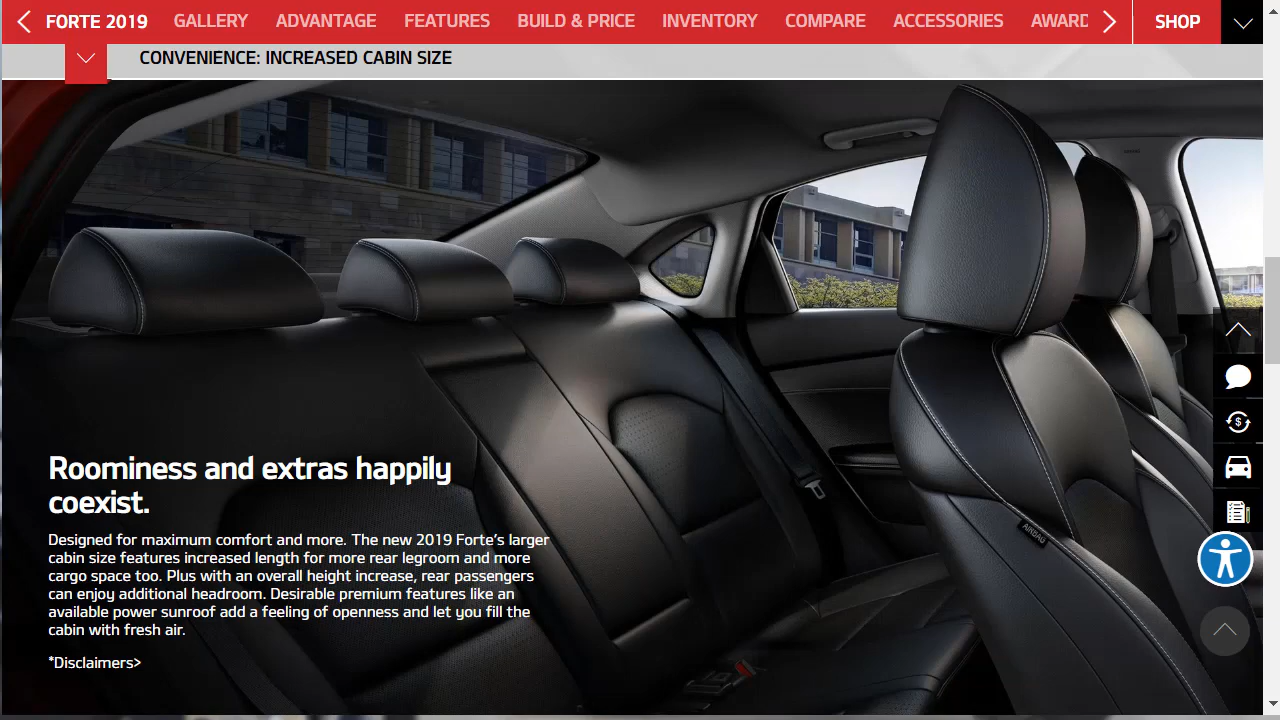 FORTE 2019 GALLERY ADVANTAGE FEATURES BUILD & PRICE INVENTORY COMPARE ACCESSORIES AWARD SHOP
CONVENIENCE: INCREASED CABIN SIZE
AIRBAG
Roominess and extras happily
coexist.
Designed for maximum comfort and more. The new 2019 Forte’s larger
cabin size features increased length for more rear legroom and more
cargo space too. Plus with an overall height increase, rear passengers
can enjoy additional headroom. Desirable premium features like an
available power sunroof add a feeling of openness and let you fill the
cabin with fresh air.
*Disclaimers>